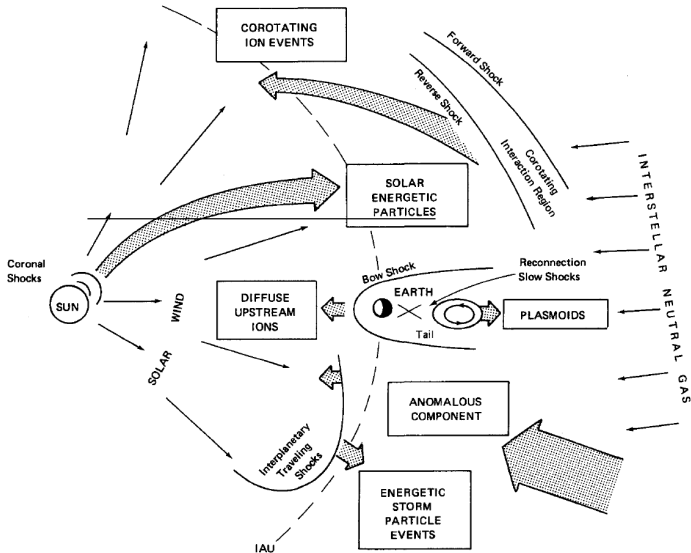 COROTATING
ION EVENTS
Forward Shock
Reverse Shock
Corotating
Interaction Region
INTERSTELLAR NEUTRAL GAS
SOLAR
ENERGETIC
PARTICLES
Coronal
Shocks
SUN
SOLAR WIND
DIFFUSE
UPSTREAM
IONS
Bow Shock
EARTH
Tail
Reconnection
Slow Shocks
PLASMOIDS
ANOMALOUS
COMPONENT
Interplanetary
Traveling
Shocks
ENERGETIC
STORM
PARTICLE
EVENTS
IAU